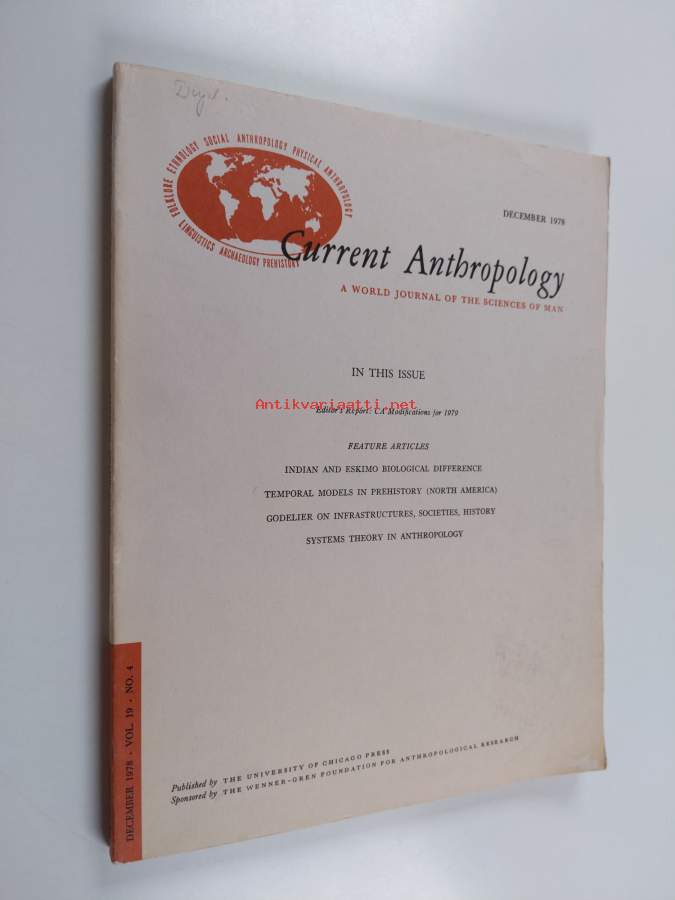 FOLKLORE ETHNOLOGY SOCIAL ANTHROPOLOGY PHYSICAL ANTHROPOLOGY
LINGUISTICS ARCHAEOLOGY PREHISTORY
DECEMBER 1978
Current Anthropology
A WORLD JOURNAL OF THE SCIENCES OF MAN
IN THIS ISSUE
Antikvariaatti.net
Editor's Report: CA Modifications for 1979
FEATURE ARTICLES
INDIAN AND ESKIMO BIOLOGICAL DIFFERENCE
TEMPORAL MODELS IN PREHISTORY (NORTH AMERICA)
GODELIER ON INFRASTRUCTURES, SOCIETIES, HISTORY
SYSTEMS THEORY IN ANTHROPOLOGY
Published by THE UNIVERSITY OF CHICAGO PRESS
Sponsored by THE WENNER-GREN FOUNDATION FOR ANTHROPOLOGICAL RESEARCH
DECEMBER 1978 · VOL. 19 · NO. 4